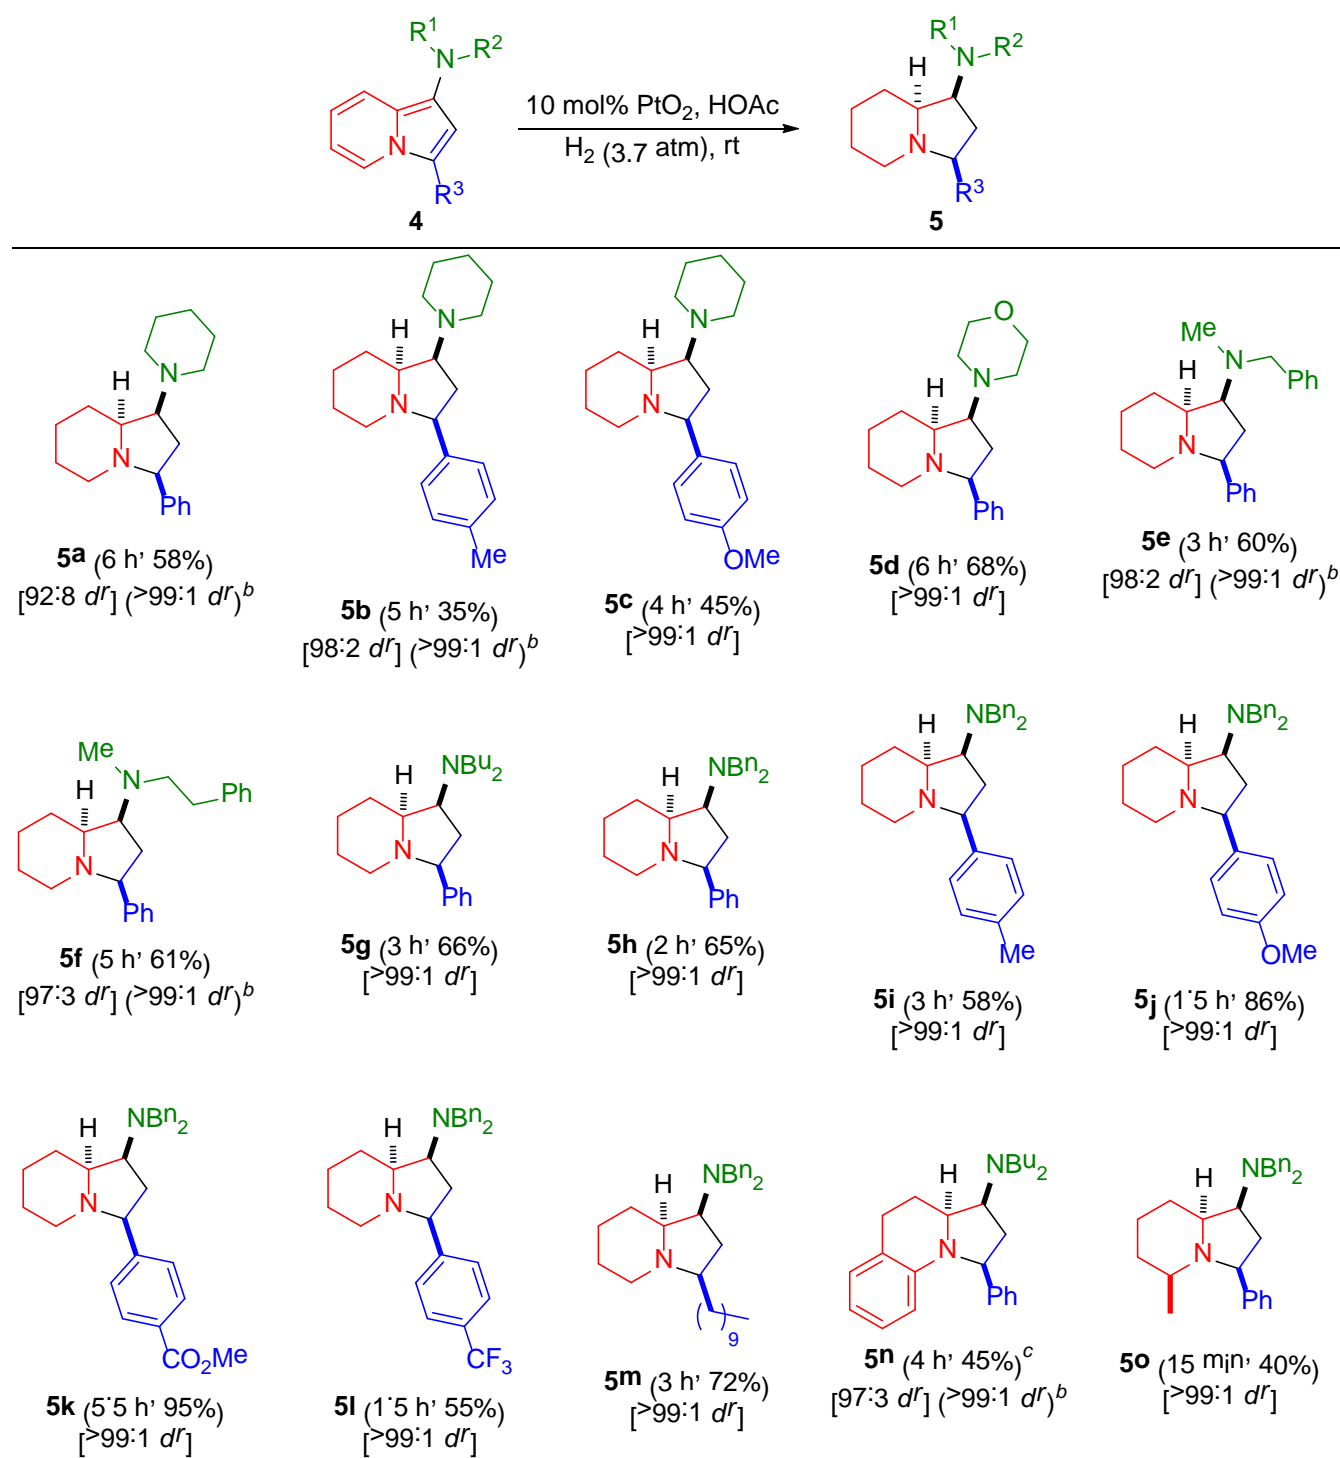 R1 N R2
N
R3
4
10 mol% PtO2, HOAc
H2 (3.7 atm), rt
R1 N R2
H
N
R3
5
N
H
N
Ph
5a (6 h, 58%)
[92:8 dr] (>99:1 dr)b
N
H
N
Me
5b (5 h, 35%)
[98:2 dr] (>99:1 dr)b
N
H
N
OMe
5c (4 h, 45%)
[>99:1 dr]
O
N
H
N
Ph
5d (6 h, 68%)
[>99:1 dr]
Me
N
Ph
H
N
Ph
5e (3 h, 60%)
[98:2 dr] (>99:1 dr)b
Me
N
Ph
H
N
Ph
5f (5 h, 61%)
[97:3 dr] (>99:1 dr)b
NBu2
H
N
Ph
5g (3 h, 66%)
[>99:1 dr]
NBn2
H
N
Ph
5h (2 h, 65%)
[>99:1 dr]
NBn2
H
N
Me
5i (3 h, 58%)
[>99:1 dr]
NBn2
H
N
OMe
5j (1.5 h, 86%)
[>99:1 dr]
NBn2
H
N
CO2Me
5k (5.5 h, 95%)
[>99:1 dr]
NBn2
H
N
CF3
5l (1.5 h, 55%)
[>99:1 dr]
NBn2
H
N
( )9
5m (3 h, 72%)
[>99:1 dr]
NBu2
H
N
Ph
5n (4 h, 45%)c
[97:3 dr] (>99:1 dr)b
NBn2
H
N
Ph
5o (15 min, 40%)
[>99:1 dr]